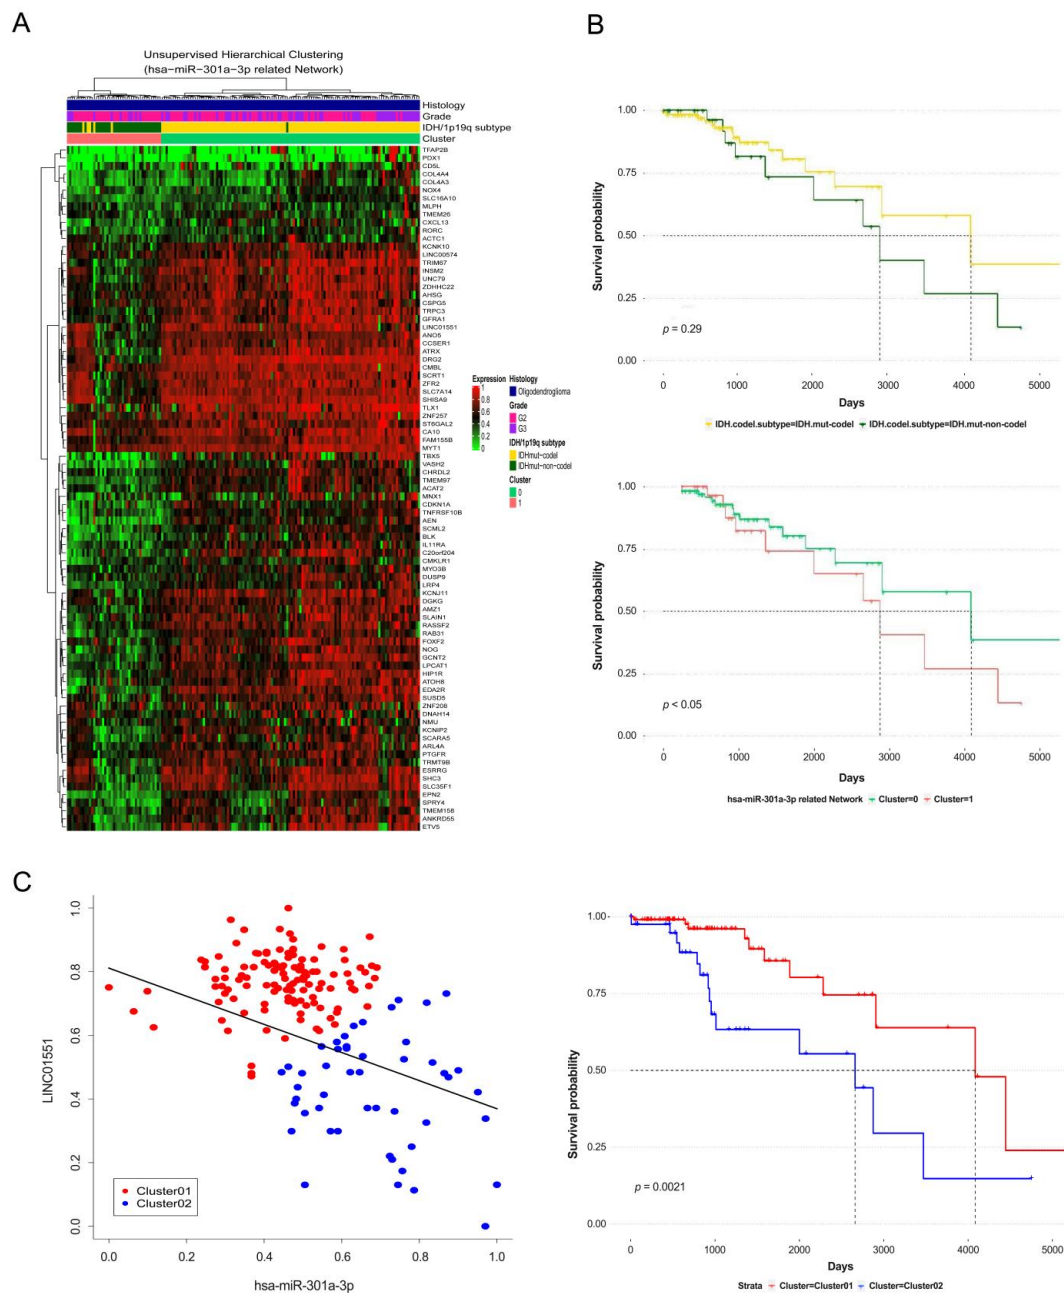 A
Unsupervised Hierarchical Clustering
(hsa−miR−301a−3p related Network)
Histology
Grade
IDH/1p19q subtype
Cluster
TFAP2B
PDX1
CD5L
COL4A4
COL4A3
NOX4
SLC16A10
MLPH
TMEM26
CXCL13
RORC
ACTC1
KCNK10
LINC00574
TRIM67
INSM2
UNC79
ZDHHC22
AHSG
CSPG5
TRPC3
GFRA1
LINC01551
ANO5
CCSER1
ATRX
DRG2
CMBL
SCRT1
ZFR2
SLC7A14
SHISA9
TLX1
ZNF257
ST6GAL2
CA10
FAM155B
MYT1
TBX5
VASH2
CHRDL2
TMEM97
ACAT2
MNX1
CDKN1A
TNFRSF10B
AEN
SCML2
BLK
IL11RA
C20orf204
CMKLR1
MYO3B
DUSP9
LRP4
KCNJ11
DGKG
AMZ1
SLAIN1
RASSF2
RAB31
FOXF2
NOG
GCNT2
LPCAT1
HIP1R
ATOH8
EDA2R
SUSD5
ZNF208
DNAH14
NMU
KCNIP2
SCARA5
ARL4A
PTGFR
TRMT9B
ESRRG
SHC3
SLC35F1
EPN2
SPRY4
TMEM158
ANKRD55
ETV5
Expression
1
0.8
0.6
0.4
0.2
0
Histology
Oligodendroglioma
Grade
G2
G3
IDH/1p19q subtype
IDHmut-codel
IDHmut-non-codel
Cluster
0
1
B
Survival probability
1.00
0.75
0.50
0.25
0.00
p = 0.29
0 1000 2000 3000 4000 5000
Days
IDH.codel.subtype=IDH.mut-codel IDH.codel.subtype=IDH.mut-non-codel
Survival probability
1.00
0.75
0.50
0.25
0.00
p < 0.05
0 1000 2000 3000 4000 5000
Days
hsa-miR-301a-3p related Network Cluster=0 Cluster=1
C
LINC01551
1.0
0.8
0.6
0.4
0.2
0.0
Cluster01
Cluster02
0.0 0.2 0.4 0.6 0.8 1.0
hsa-miR-301a-3p
Survival probability
1.00
0.75
0.50
0.25
0.00
p = 0.0021
0 1000 2000 3000 4000 5000
Days
Strata Cluster=Cluster01 Cluster=Cluster02